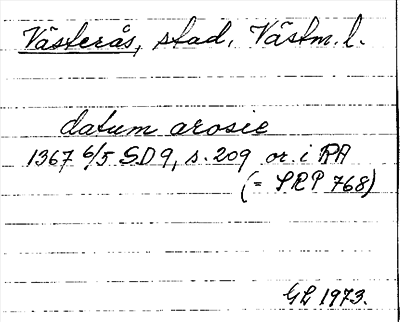 Västerås, stad, Västm. l.
datum arosie
1367 6/5 SD 9, s. 209 or. i RA
(= SRP 768)
GL 1973.